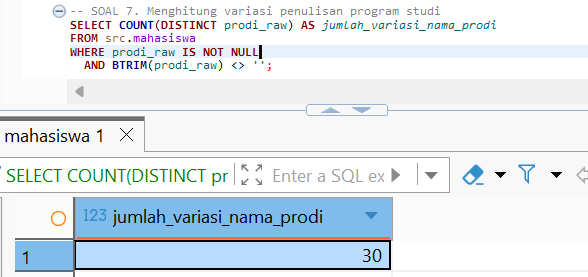 -- SOAL 7. Menghitung variasi penulisan program studi
SELECT COUNT(DISTINCT prodi_raw) AS jumlah_variasi_nama_prodi
FROM src.mahasiswa
WHERE prodi_raw IS NOT NULL
AND BTRIM(prodi_raw) <> '';
mahasiswa 1
SELECT COUNT(DISTINCT pr
Enter a SQL ex
123 jumlah_variasi_nama_prodi
1 30